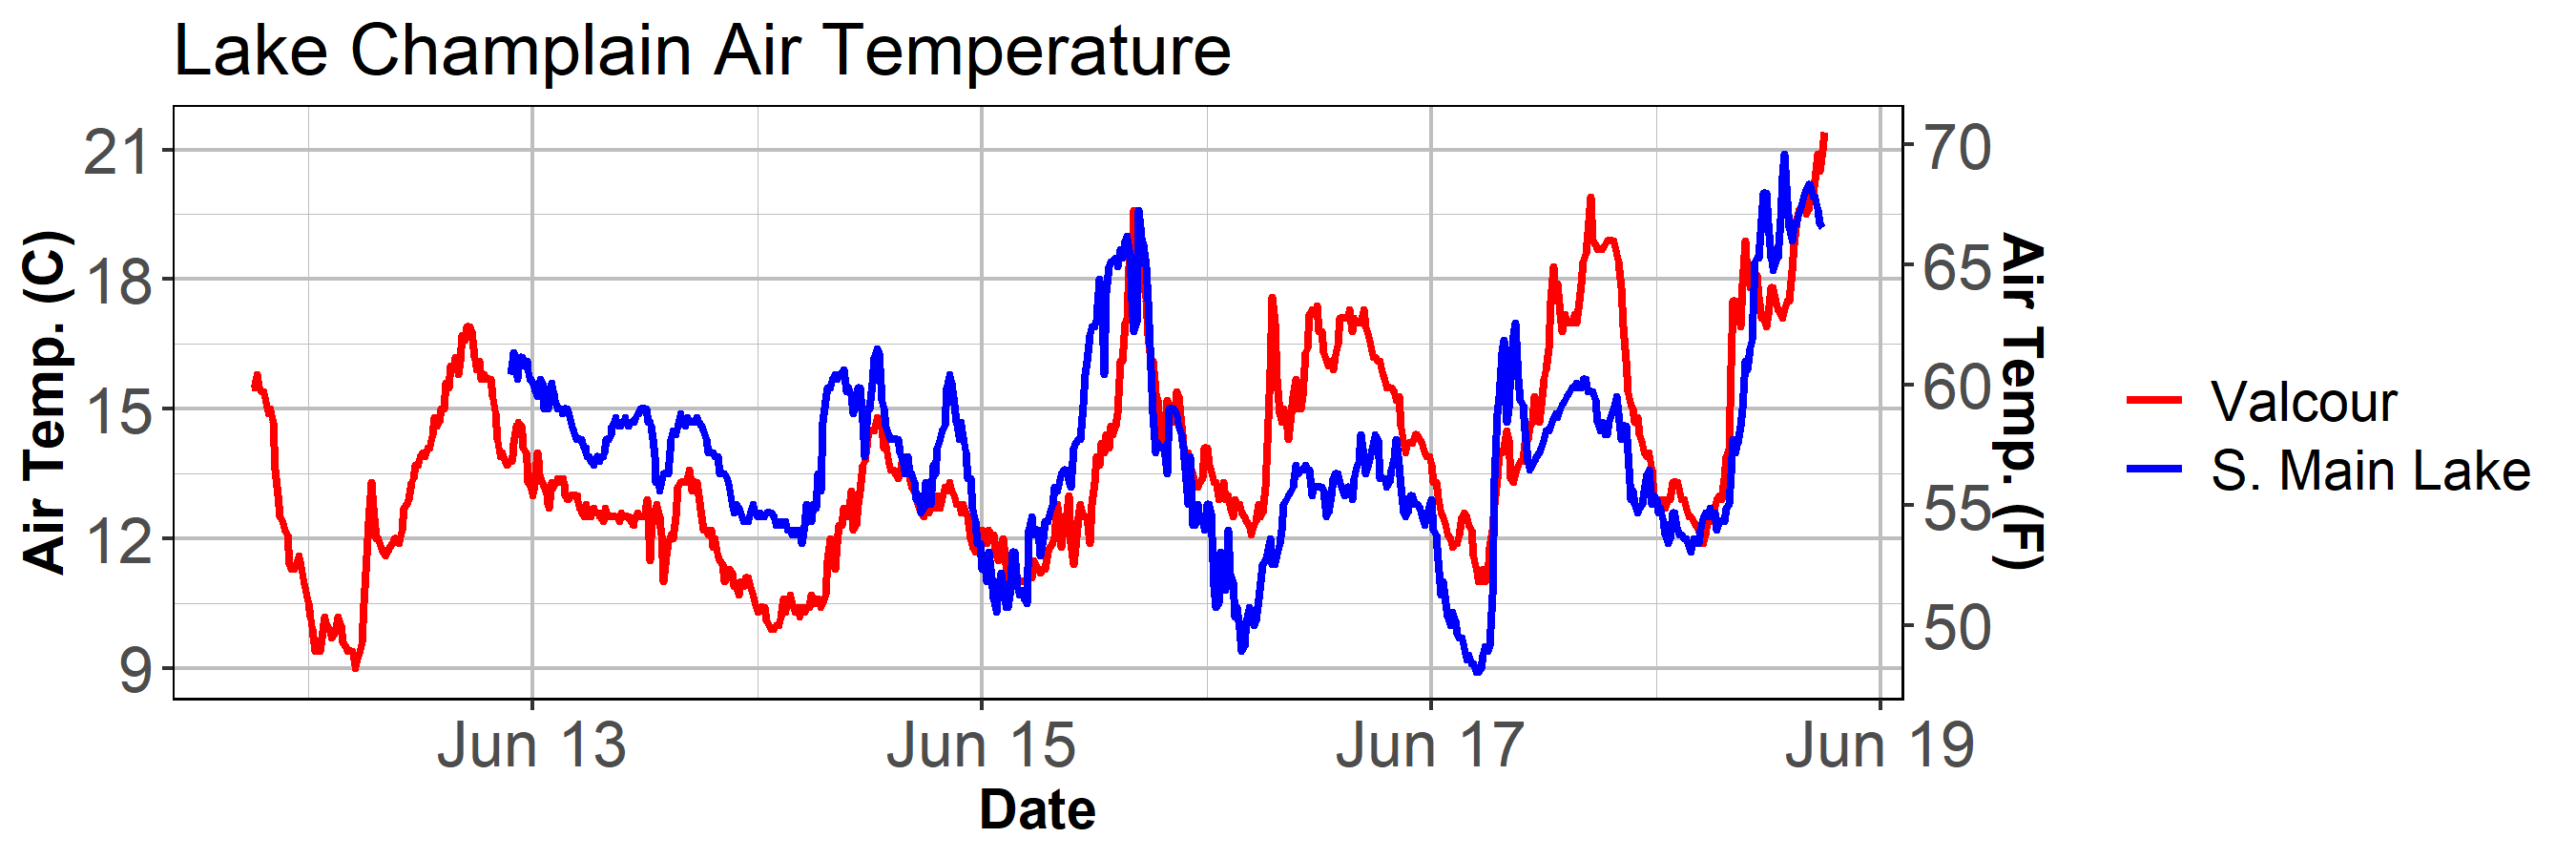 Lake Champlain Air Temperature
Air Temp. (C)
21
18
15
12
9
70
65
60
55
50
Air Temp. (F)
Jun 13
Jun 15
Jun 17
Jun 19
Date
Valcour
S. Main Lake